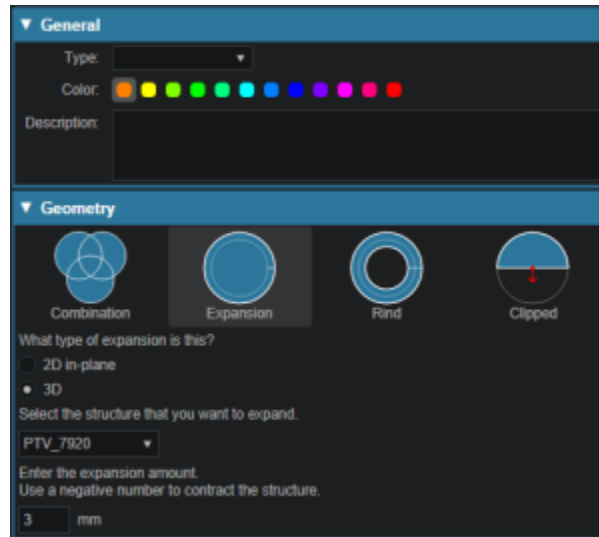 General
Type:
Color:
Description:
Geometry
Combination Expansion Rind Clipped
What type of expansion is this?
2D in-plane
3D
Select the structure that you want to expand.
PTV_7920
Enter the expansion amount.
Use a negative number to contract the structure.
3 mm